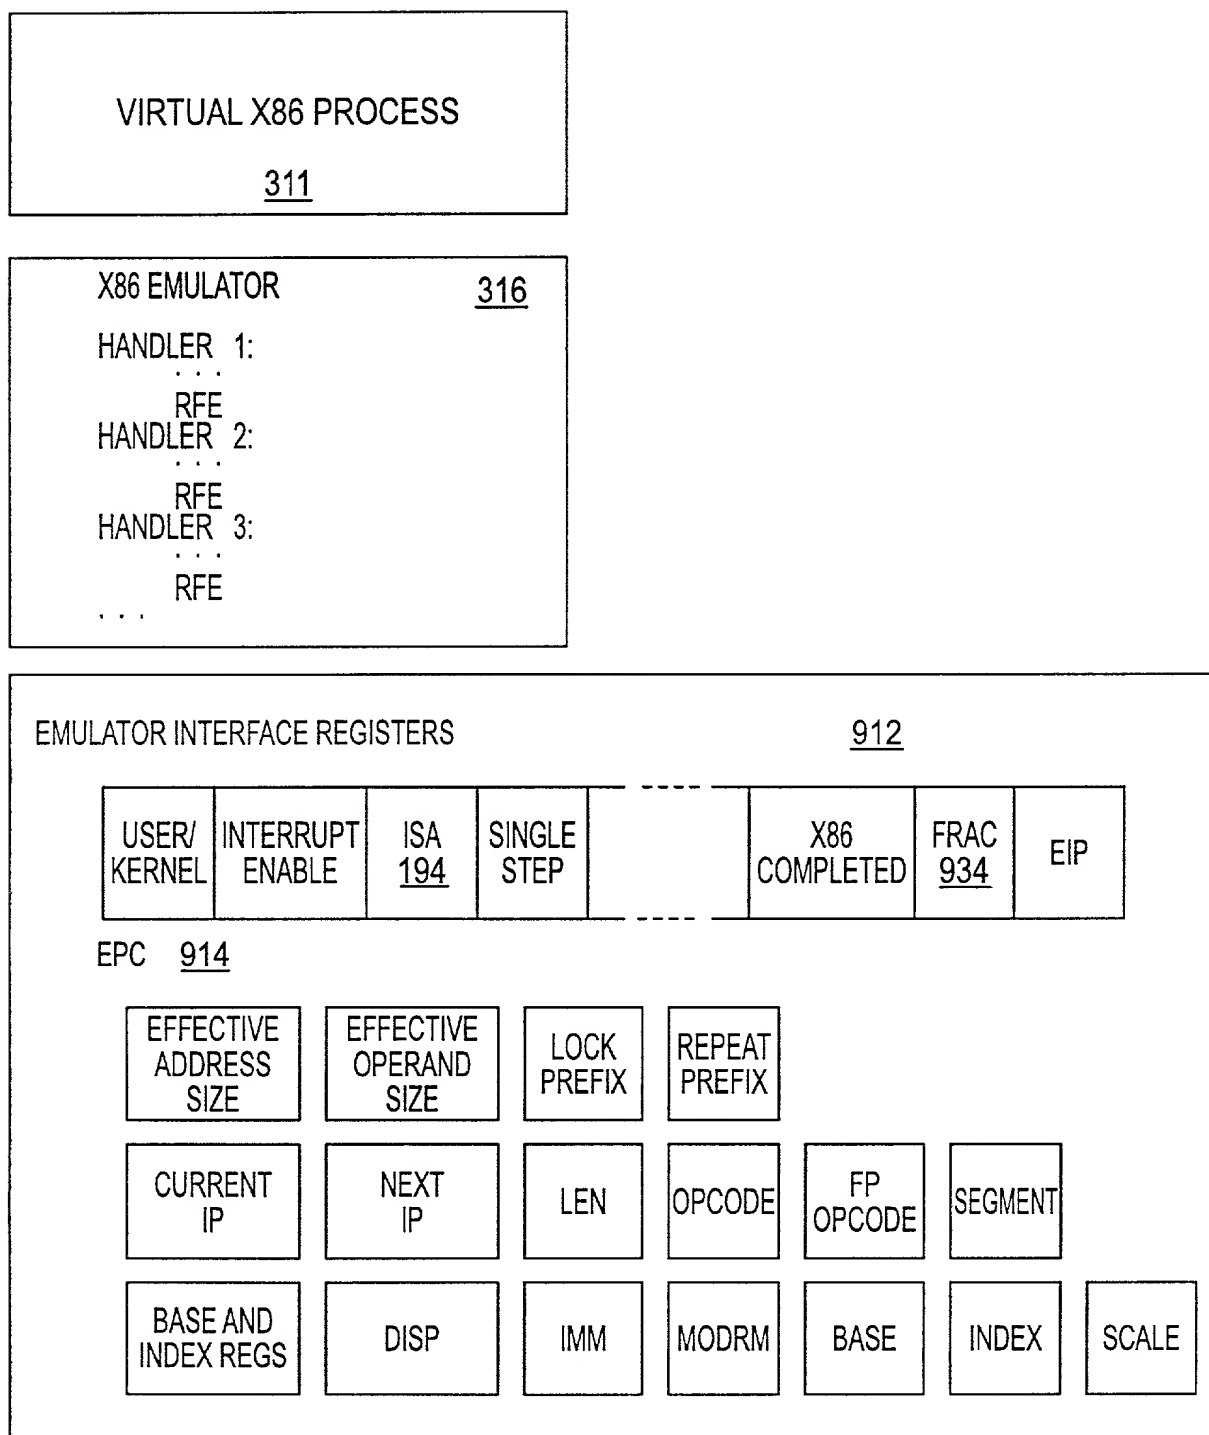 VIRTUAL X86 PROCESS
311
X86 EMULATOR 316
HANDLER 1:
. . .
RFE
HANDLER 2:
. . .
RFE
HANDLER 3:
. . .
RFE
. . .
EMULATOR INTERFACE REGISTERS 912
USER/ KERNEL
INTERRUPT ENABLE
ISA 194
SINGLE STEP
X86 COMPLETED
FRAC 934
EIP
EPC 914
EFFECTIVE ADDRESS SIZE
EFFECTIVE OPERAND SIZE
LOCK PREFIX
REPEAT PREFIX
CURRENT IP
NEXT IP
LEN
OPCODE
FP OPCODE
SEGMENT
BASE AND INDEX REGS
DISP
IMM
MODRM
BASE
INDEX
SCALE